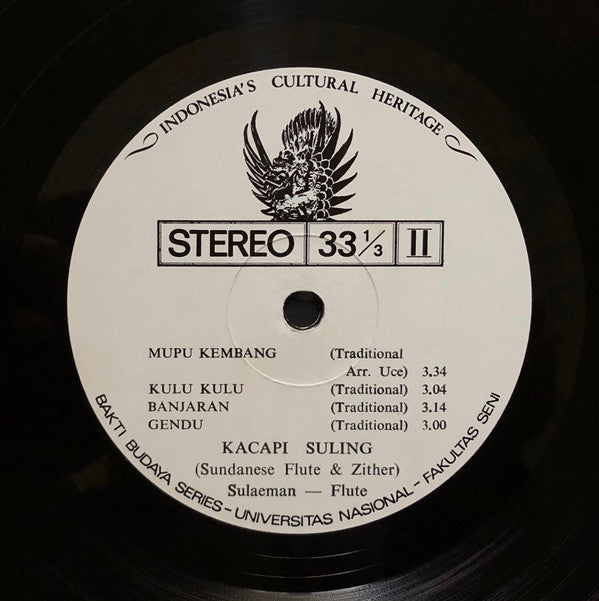 INDONESIA'S CULTURAL HERITAGE
STEREO 33 1/3 II
MUPU KEMBANG (Traditional
Arr. Uce) 3.34
KULU KULU (Traditional) 3.04
BANJARAN (Traditional) 3.14
GENDU (Traditional) 3.00
KACAPI SULING
(Sundanese Flute & Zither)
Sulaeman — Flute
BAKTI BUDAYA SERIES - UNIVERSITAS NASIONAL - FAKULTAS SENI